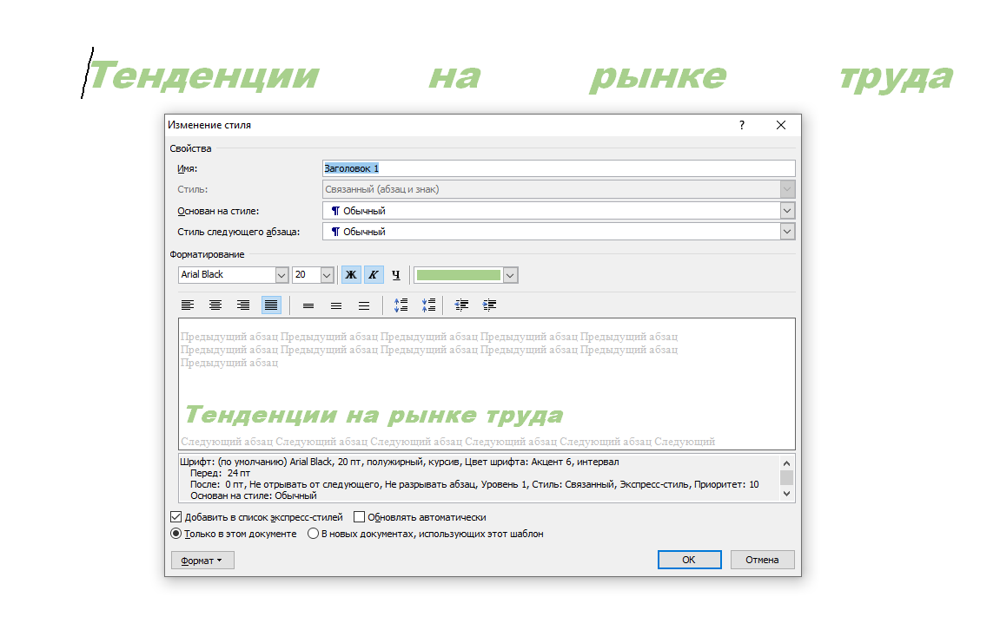 Тенденции на рынке труда
Изменение стиля ?
Свойства
Имя: Заголовок 1
Стиль: Связанный (абзац и знак)
Основан на стиле: ¶ Обычный
Стиль следующего абзаца: ¶ Обычный
Форматирование
Arial Black 20 Ж К Ч
Предыдущий абзац Предыдущий абзац Предыдущий абзац Предыдущий абзац Предыдущий абзац
Предыдущий абзац Предыдущий абзац Предыдущий абзац Предыдущий абзац Предыдущий абзац
Предыдущий абзац
Тенденции на рынке труда
Следующий абзац Следующий абзац Следующий абзац Следующий абзац Следующий абзац Следующий
Шрифт: (по умолчанию) Arial Black, 20 пт, полужирный, курсив, Цвет шрифта: Акцент 6, интервал
Перед: 24 пт
После: 0 пт, Не отрывать от следующего, Не разрывать абзац, Уровень 1, Стиль: Связанный, Экспресс-стиль, Приоритет: 10
Основан на стиле: Обычный
Добавить в список экспресс-стилей Обновлять автоматически
Только в этом документе В новых документах, использующих этот шаблон
Формат ОК Отмена